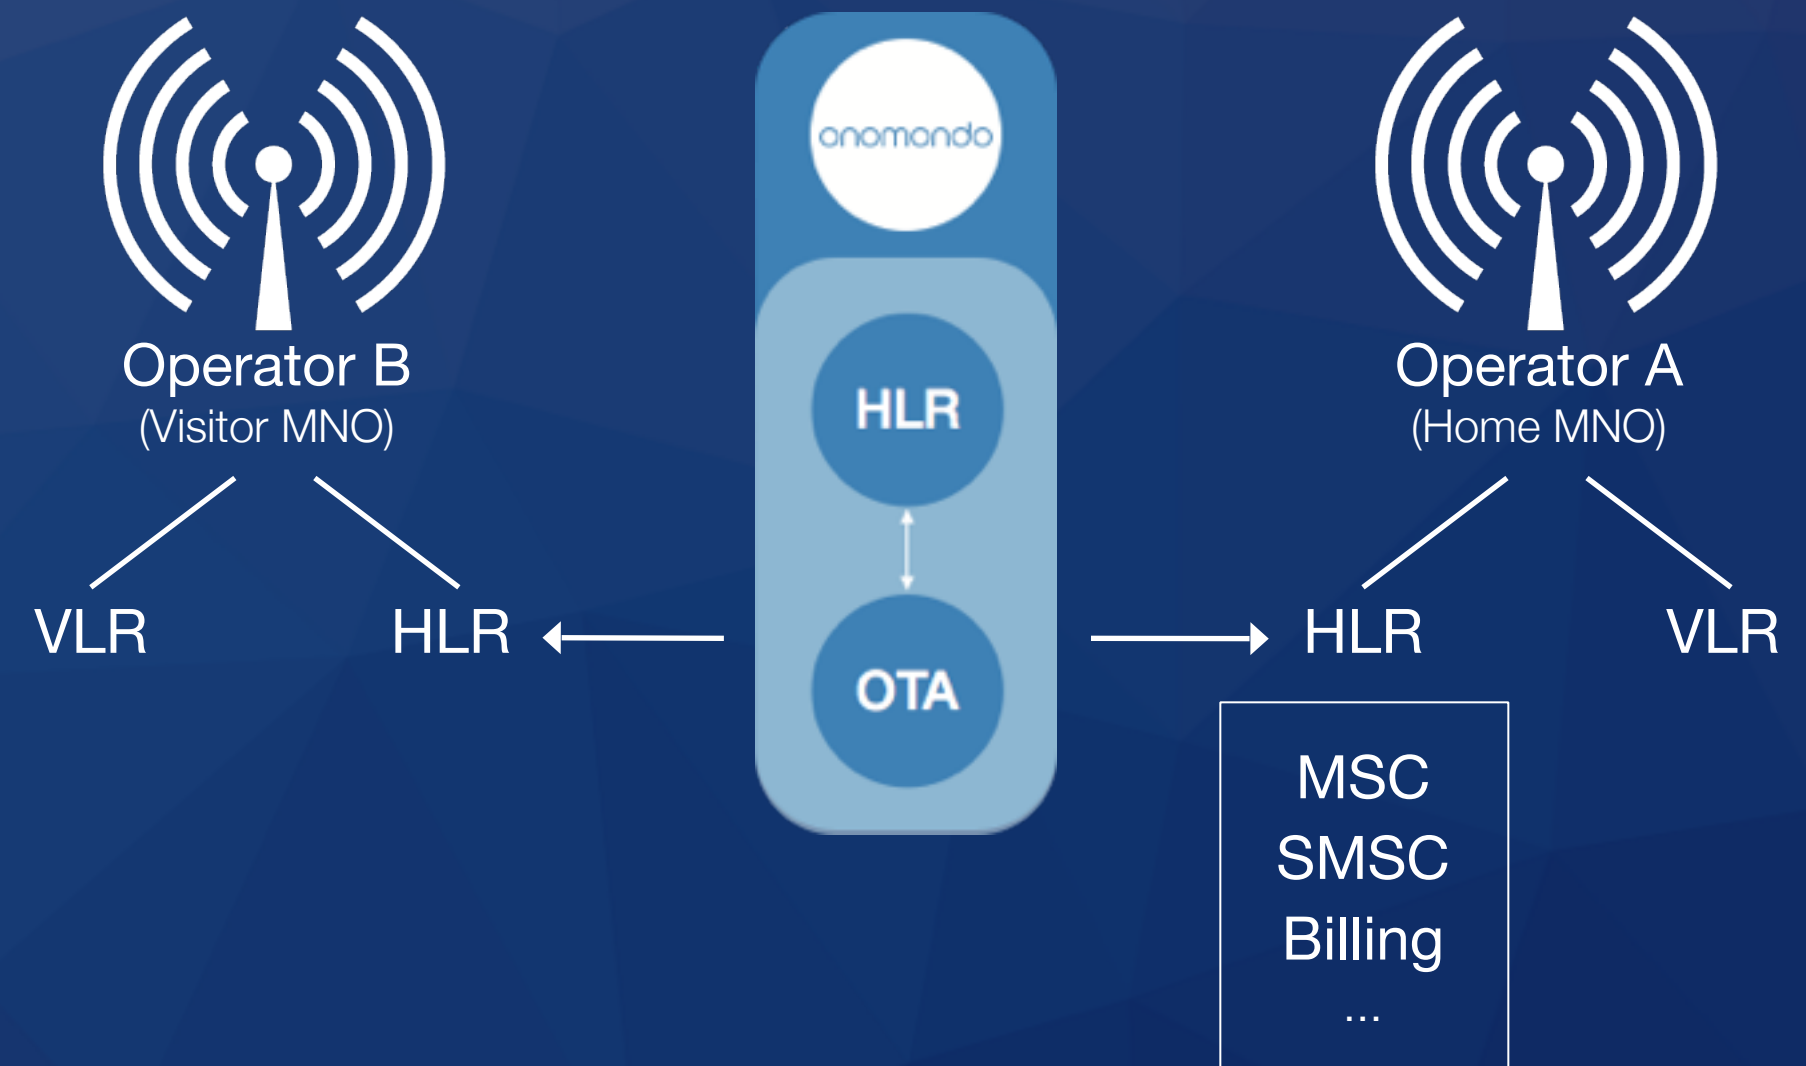 Operator B
(Visitor MNO)
VLR
HLR
onomondo
HLR
OTA
Operator A
(Home MNO)
HLR
VLR
MSC
SMSC
Billing
...